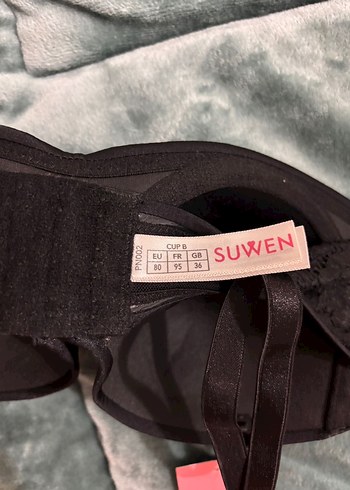 PN002
CUP B
EU FR GB
80 95 36
SUWEN